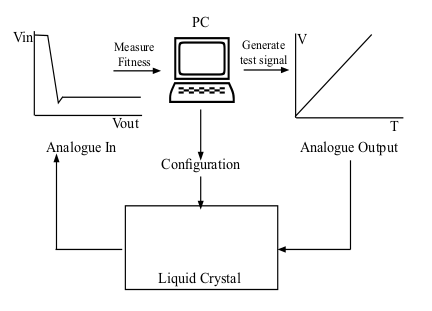 PC
Vin
Measure
Fitness
Generate
test signal
V
Vout
T
Analogue In
Configuration
Analogue Output
Liquid Crystal